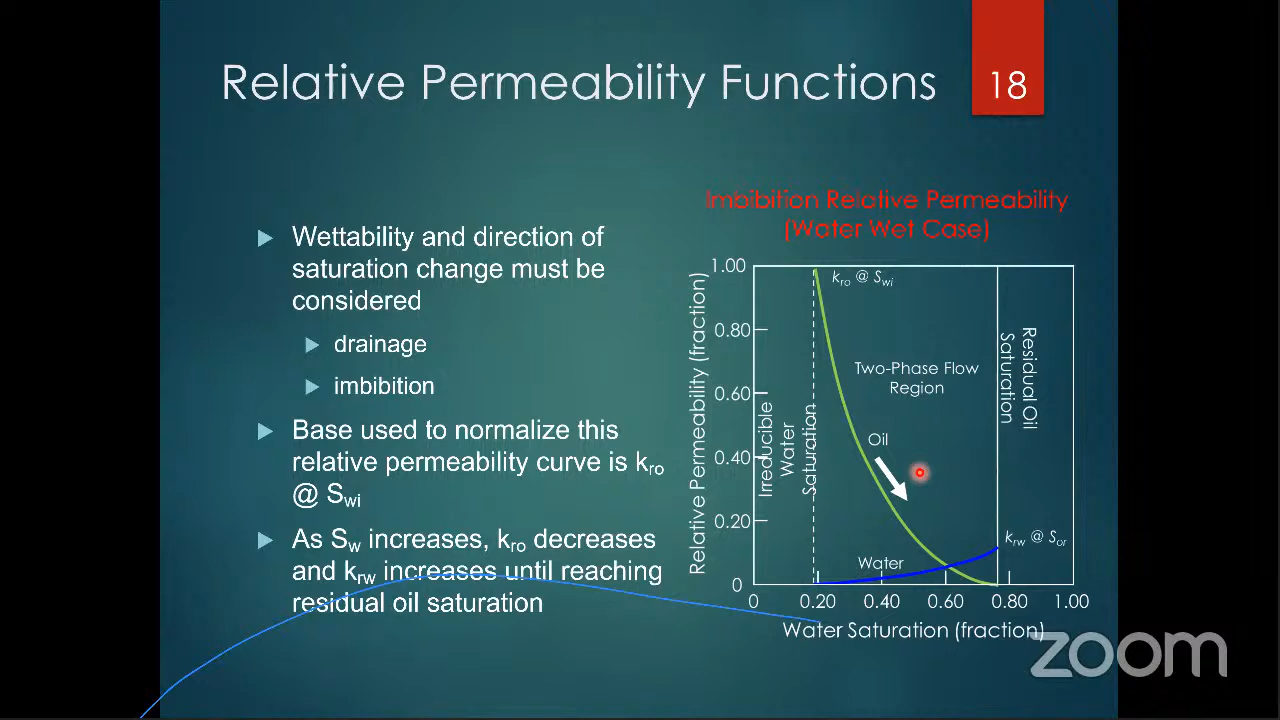 Relative Permeability Functions
18
Wettability and direction of
saturation change must be
considered
drainage
imbibition
Base used to normalize this
relative permeability curve is kro
@ Swi
As Sw increases, kro decreases
and krw increases until reaching
residual oil saturation
Imbibition Relative Permeability
(Water Wet Case)
Relative Permeability (fraction)
1.00
0.80
0.60
0.40
0.20
0
Irreducible
Water
Saturation
kro @ Swi
Two-Phase Flow
Region
Oil
Water
Residual Oil
Saturation
krw @ Sor
0 0.20 0.40 0.60 0.80 1.00
Water Saturation (fraction)
zoom